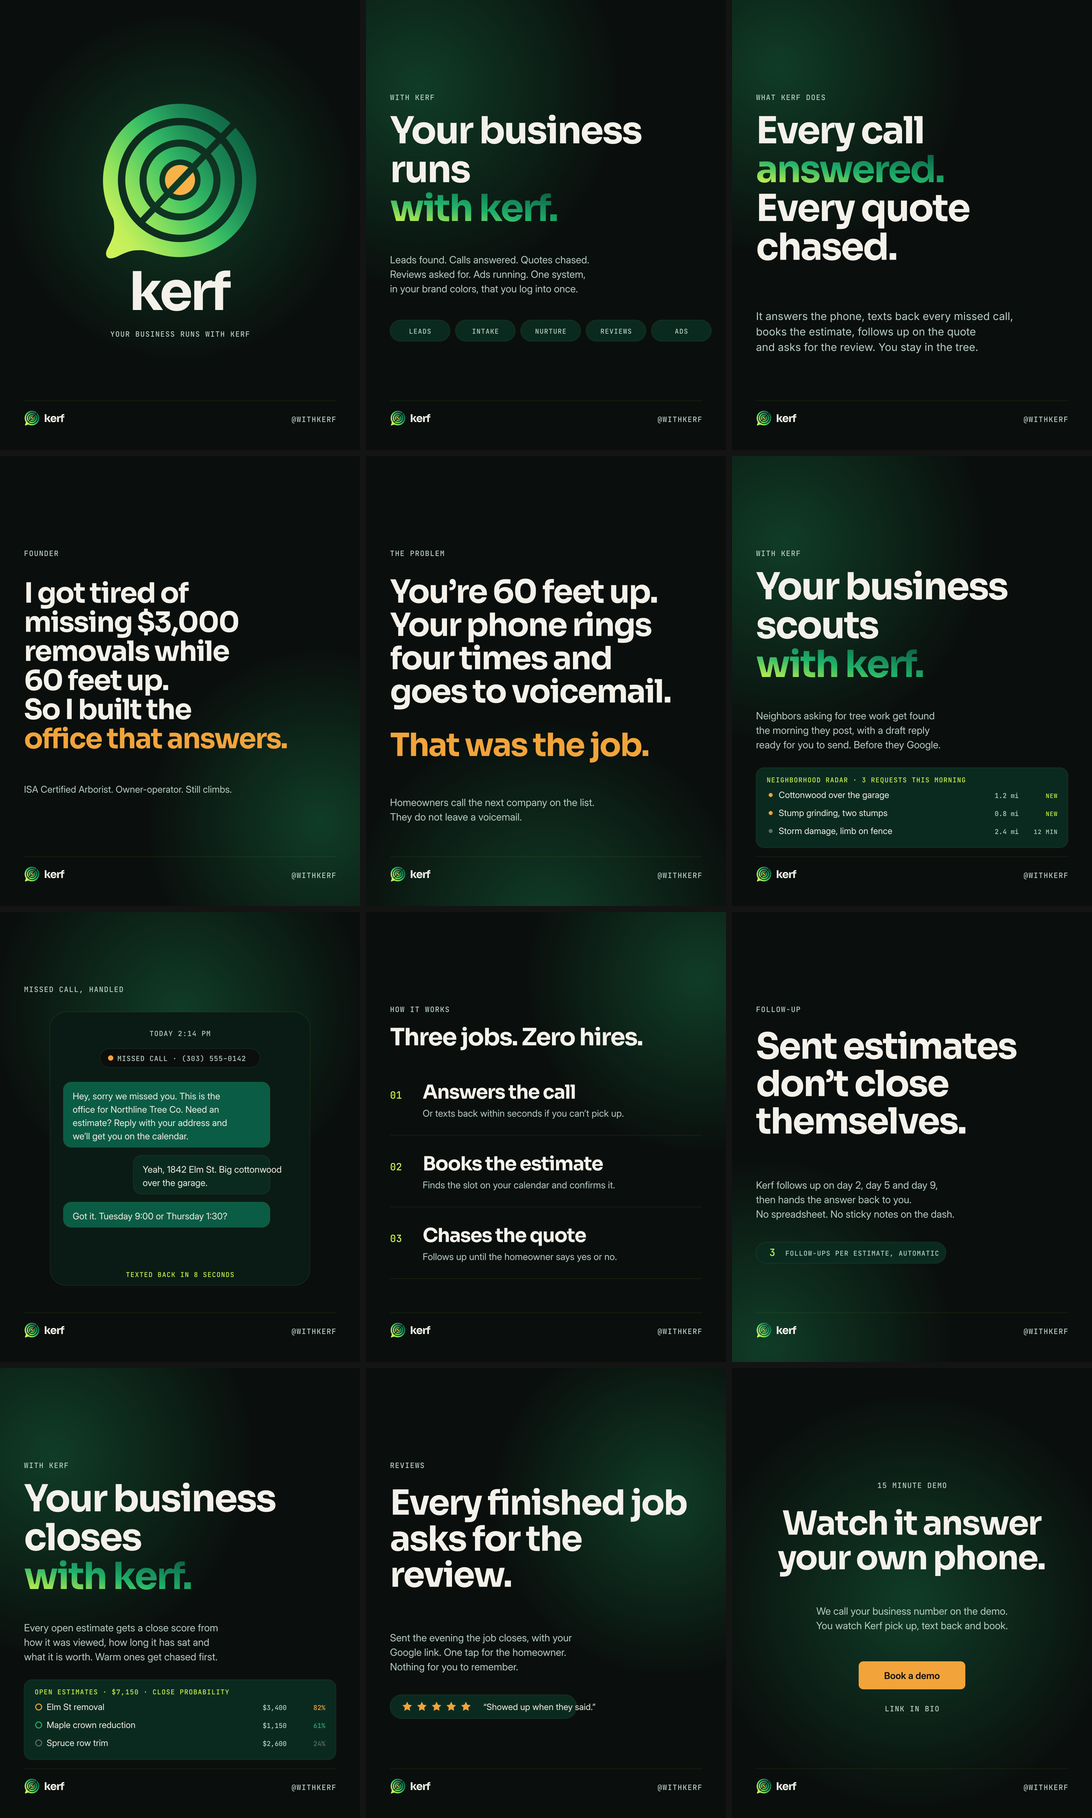 kerf
YOUR BUSINESS RUNS WITH KERF
kerf
@WITHKERF
WITH KERF
Your business
runs
with kerf.
Leads found. Calls answered. Quotes chased.
Reviews asked for. Ads running. One system,
in your brand colors, that you log into once.
LEADS
INTAKE
NURTURE
REVIEWS
ADS
kerf
@WITHKERF
WHAT KERF DOES
Every call
answered.
Every quote
chased.
It answers the phone, texts back every missed call,
books the estimate, follows up on the quote
and asks for the review. You stay in the tree.
kerf
@WITHKERF
FOUNDER
I got tired of
missing $3,000
removals while
60 feet up.
So I built the
office that answers.
ISA Certified Arborist. Owner-operator. Still climbs.
kerf
@WITHKERF
THE PROBLEM
You’re 60 feet up.
Your phone rings
four times and
goes to voicemail.
That was the job.
Homeowners call the next company on the list.
They do not leave a voicemail.
kerf
@WITHKERF
WITH KERF
Your business
scouts
with kerf.
Neighbors asking for tree work get found
the morning they post, with a draft reply
ready for you to send. Before they Google.
NEIGHBORHOOD RADAR · 3 REQUESTS THIS MORNING
Cottonwood over the garage 1.2 mi NEW
Stump grinding, two stumps 0.8 mi NEW
Storm damage, limb on fence 2.4 mi 12 MIN
kerf
@WITHKERF
MISSED CALL, HANDLED
TODAY 2:14 PM
MISSED CALL · (303) 555-0142
Hey, sorry we missed you. This is the
office for Northline Tree Co. Need an
estimate? Reply with your address and
we’ll get you on the calendar.
Yeah, 1842 Elm St. Big cottonwood
over the garage.
Got it. Tuesday 9:00 or Thursday 1:30?
TEXTED BACK IN 8 SECONDS
kerf
@WITHKERF
HOW IT WORKS
Three jobs. Zero hires.
01 Answers the call
Or texts back within seconds if you can’t pick up.
02 Books the estimate
Finds the slot on your calendar and confirms it.
03 Chases the quote
Follows up until the homeowner says yes or no.
kerf
@WITHKERF
FOLLOW-UP
Sent estimates
don’t close
themselves.
Kerf follows up on day 2, day 5 and day 9,
then hands the answer back to you.
No spreadsheet. No sticky notes on the dash.
3 FOLLOW-UPS PER ESTIMATE, AUTOMATIC
kerf
@WITHKERF
WITH KERF
Your business
closes
with kerf.
Every open estimate gets a close score from
how it was viewed, how long it has sat and
what it is worth. Warm ones get chased first.
OPEN ESTIMATES · $7,150 · CLOSE PROBABILITY
Elm St removal $3,400 82%
Maple crown reduction $1,150 61%
Spruce row trim $2,600 24%
kerf
@WITHKERF
REVIEWS
Every finished job
asks for the
review.
Sent the evening the job closes, with your
Google link. One tap for the homeowner.
Nothing for you to remember.
“Showed up when they said.”
kerf
@WITHKERF
15 MINUTE DEMO
Watch it answer
your own phone.
We call your business number on the demo.
You watch Kerf pick up, text back and book.
Book a demo
LINK IN BIO
kerf
@WITHKERF